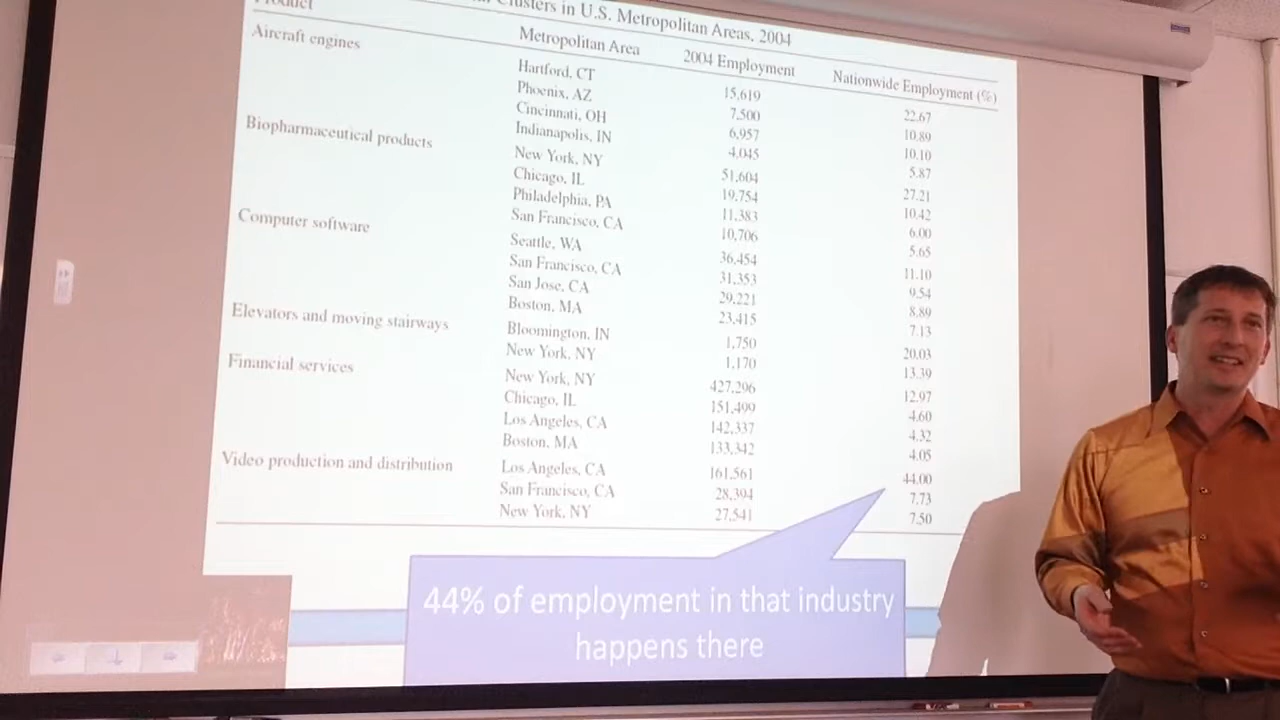 Product
Clusters in U.S. Metropolitan Areas, 2004
Metropolitan Area 2004 Employment Nationwide Employment (%)
Aircraft engines
Hartford, CT 15,619 22.67
Phoenix, AZ 7,500 10.89
Cincinnati, OH 6,957 10.10
Indianapolis, IN 4,045 5.87
Biopharmaceutical products
New York, NY 51,604 27.21
Chicago, IL 19,754 10.42
Philadelphia, PA 11,383 6.00
San Francisco, CA 10,706 5.65
Computer software
Seattle, WA 36,454 11.10
San Francisco, CA 31,353 9.54
San Jose, CA 29,221 8.89
Boston, MA 23,415 7.13
Elevators and moving stairways
Bloomington, IN 1,750 20.03
New York, NY 1,170 13.39
Financial services
New York, NY 427,296 12.97
Chicago, IL 151,499 4.60
Los Angeles, CA 142,337 4.32
Boston, MA 133,342 4.05
Video production and distribution
Los Angeles, CA 161,561 44.00
San Francisco, CA 28,394 7.73
New York, NY 27,541 7.50
44% of employment in that industry
happens there